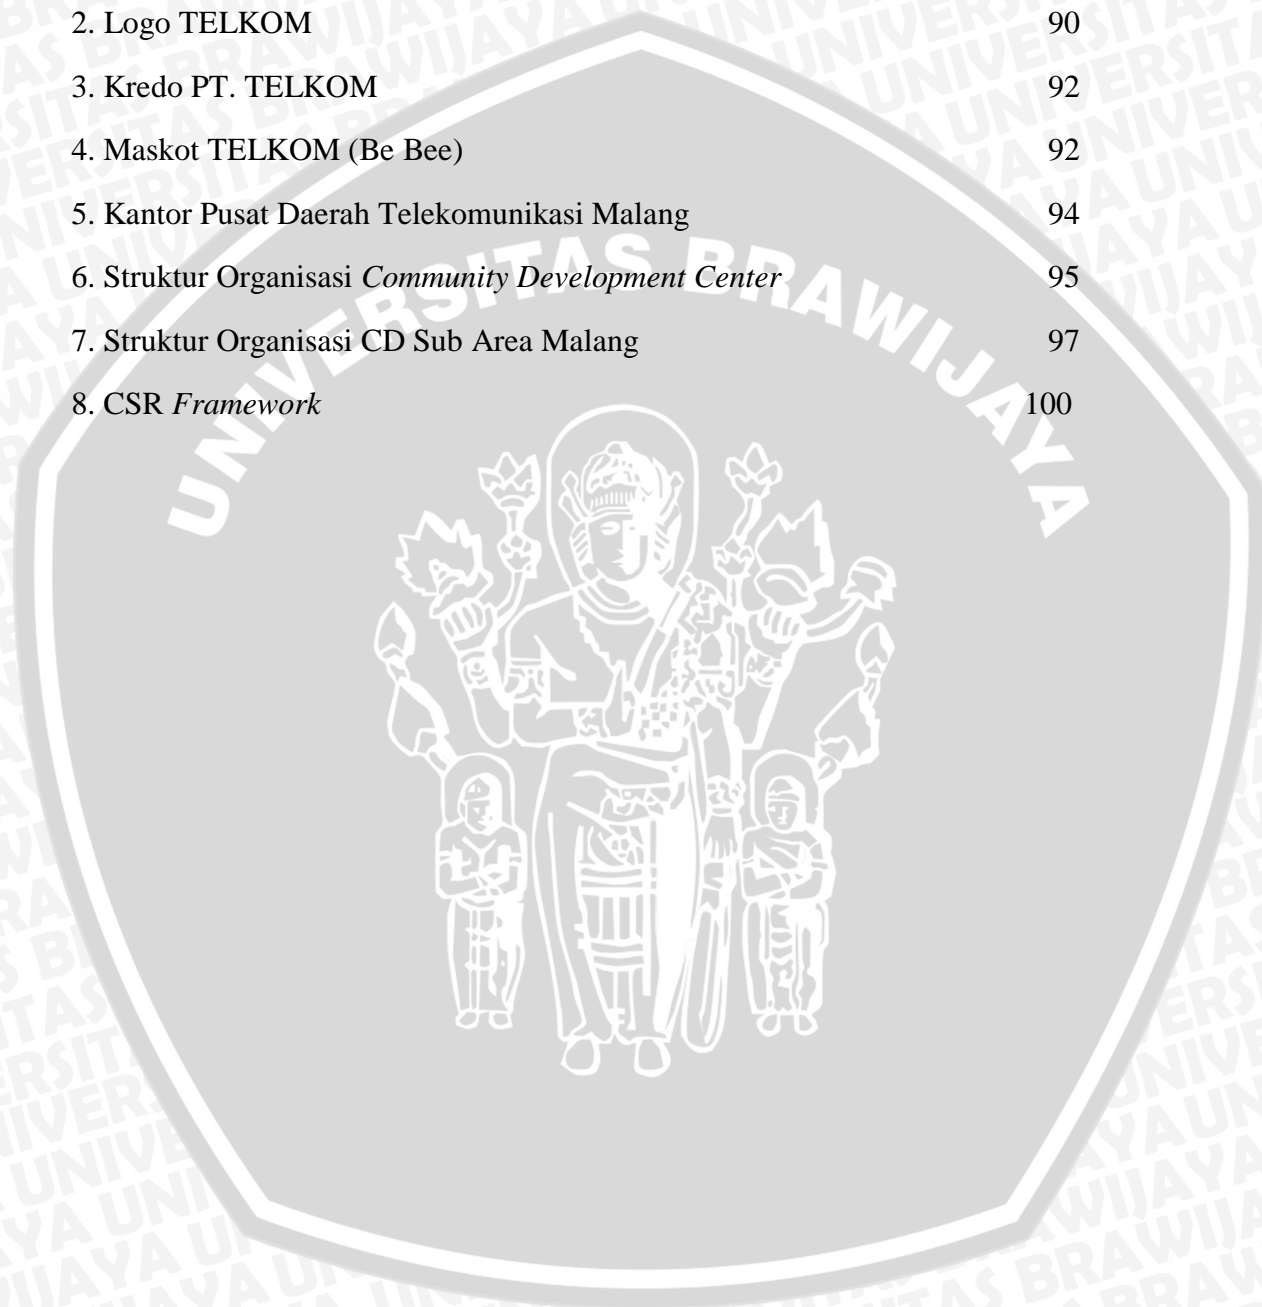 2. Logo TELKOM 90
3. Kredo PT. TELKOM 92
4. Maskot TELKOM (Be Bee) 92
5. Kantor Pusat Daerah Telekomunikasi Malang 94
6. Struktur Organisasi Community Development Center 95
7. Struktur Organisasi CD Sub Area Malang 97
8. CSR Framework 100
UNIVERSITAS BRAWIJAYA